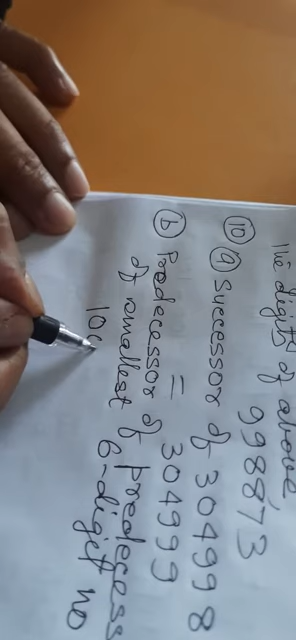 the digits of above
998873
10 a Successor of 304998
= 304999
b Predecessor of predecess
of smallest 6-digit no
10